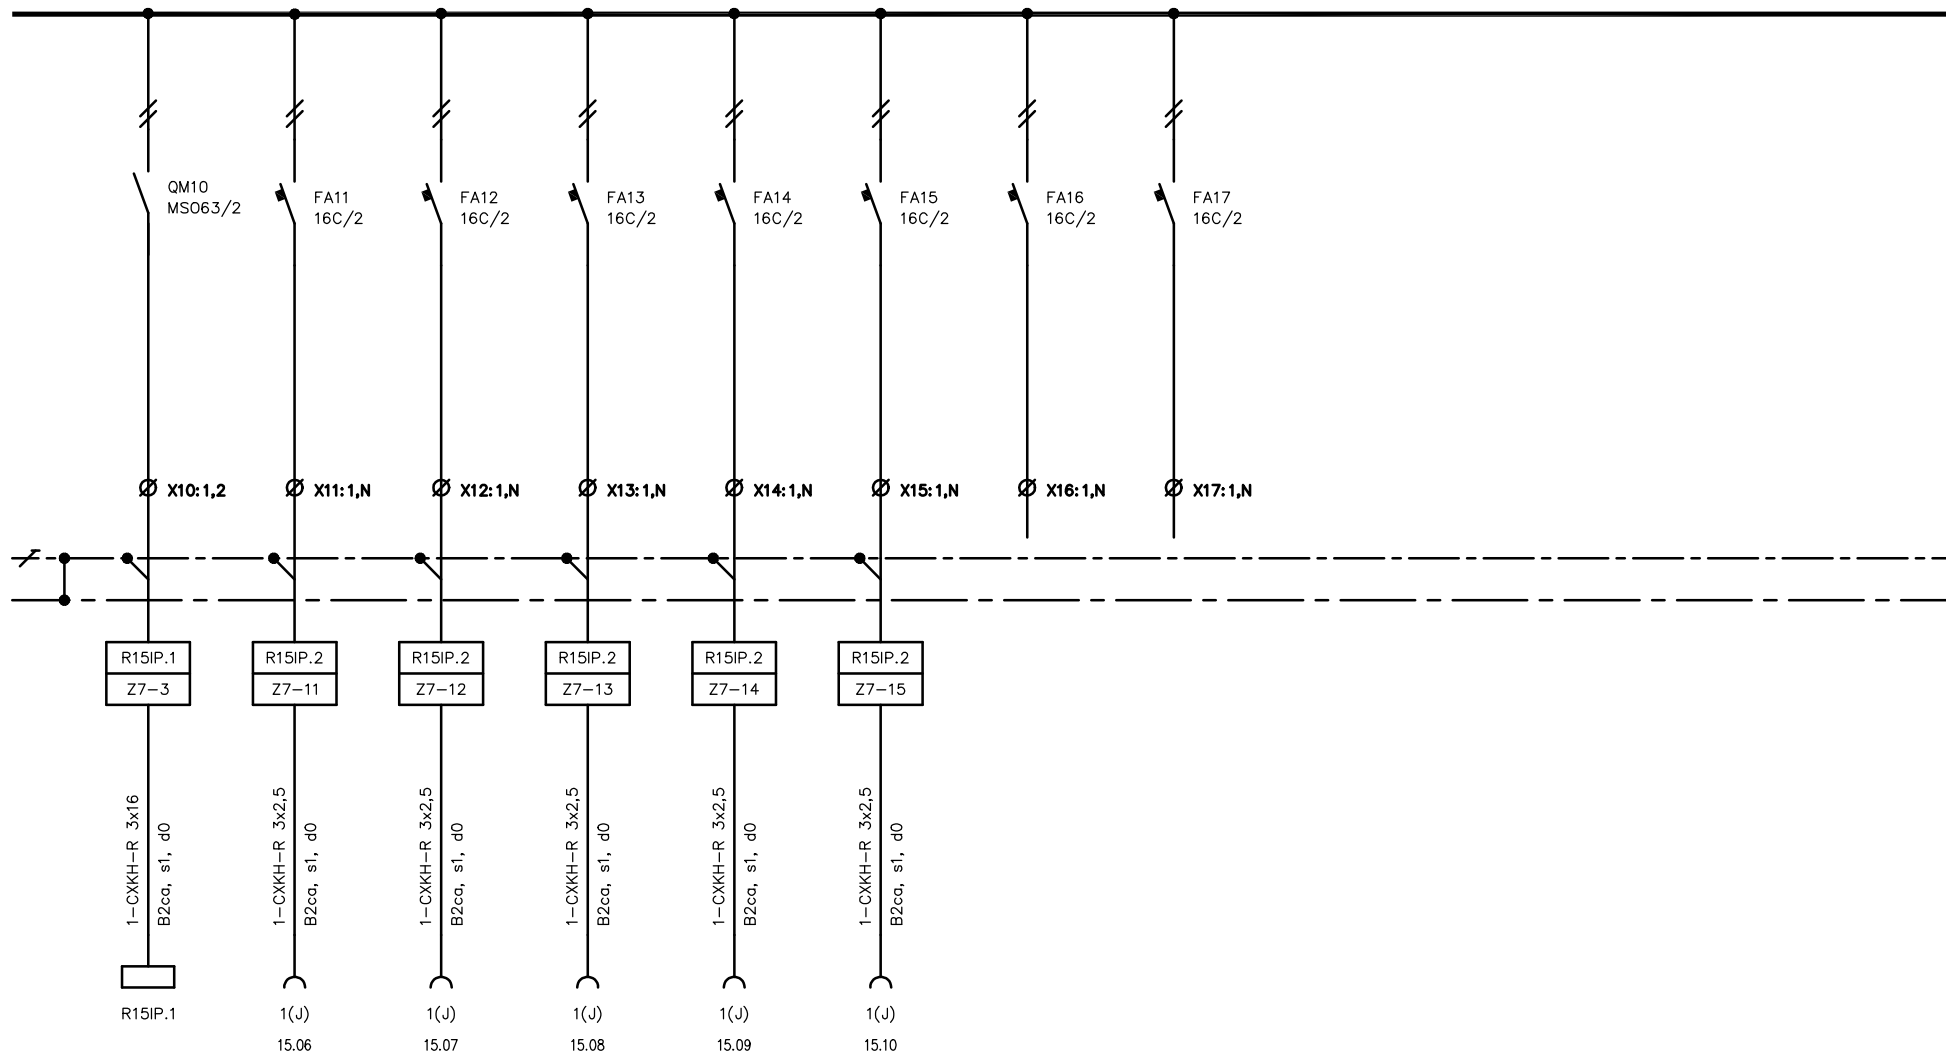 QM10
MSO63/2
FA11
16C/2
FA12
16C/2
FA13
16C/2
FA14
16C/2
FA15
16C/2
FA16
16C/2
FA17
16C/2
X10:1,2
X11:1,N
X12:1,N
X13:1,N
X14:1,N
X15:1,N
X16:1,N
X17:1,N
R15IP.1
Z7-3
R15IP.2
Z7-11
R15IP.2
Z7-12
R15IP.2
Z7-13
R15IP.2
Z7-14
R15IP.2
Z7-15
1-CXKH-R 3x16
B2ca, s1, d0
1-CXKH-R 3x2,5
B2ca, s1, d0
1-CXKH-R 3x2,5
B2ca, s1, d0
1-CXKH-R 3x2,5
B2ca, s1, d0
1-CXKH-R 3x2,5
B2ca, s1, d0
1-CXKH-R 3x2,5
B2ca, s1, d0
R15IP.1
1(J)
15.06
1(J)
15.07
1(J)
15.08
1(J)
15.09
1(J)
15.10